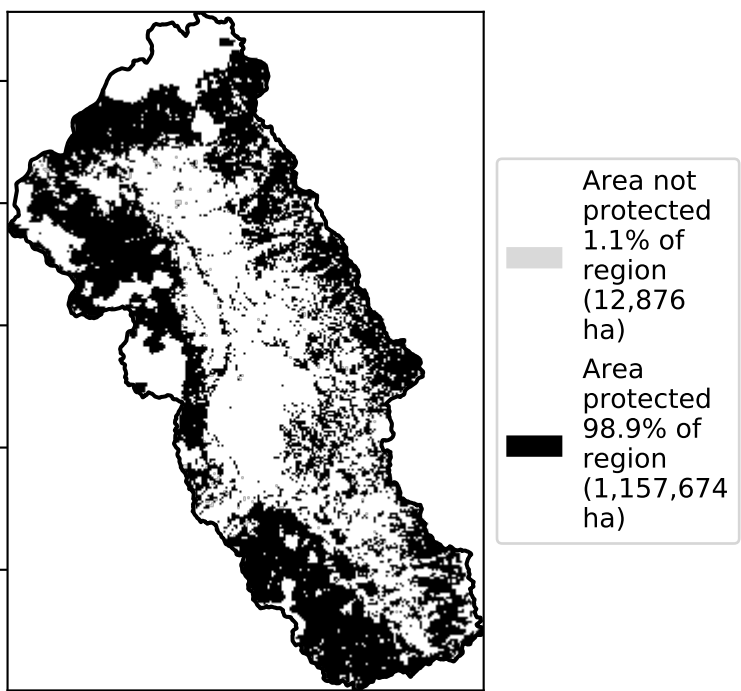 Area not
protected
1.1% of
region
(12,876
ha)
Area
protected
98.9% of
region
(1,157,674
ha)